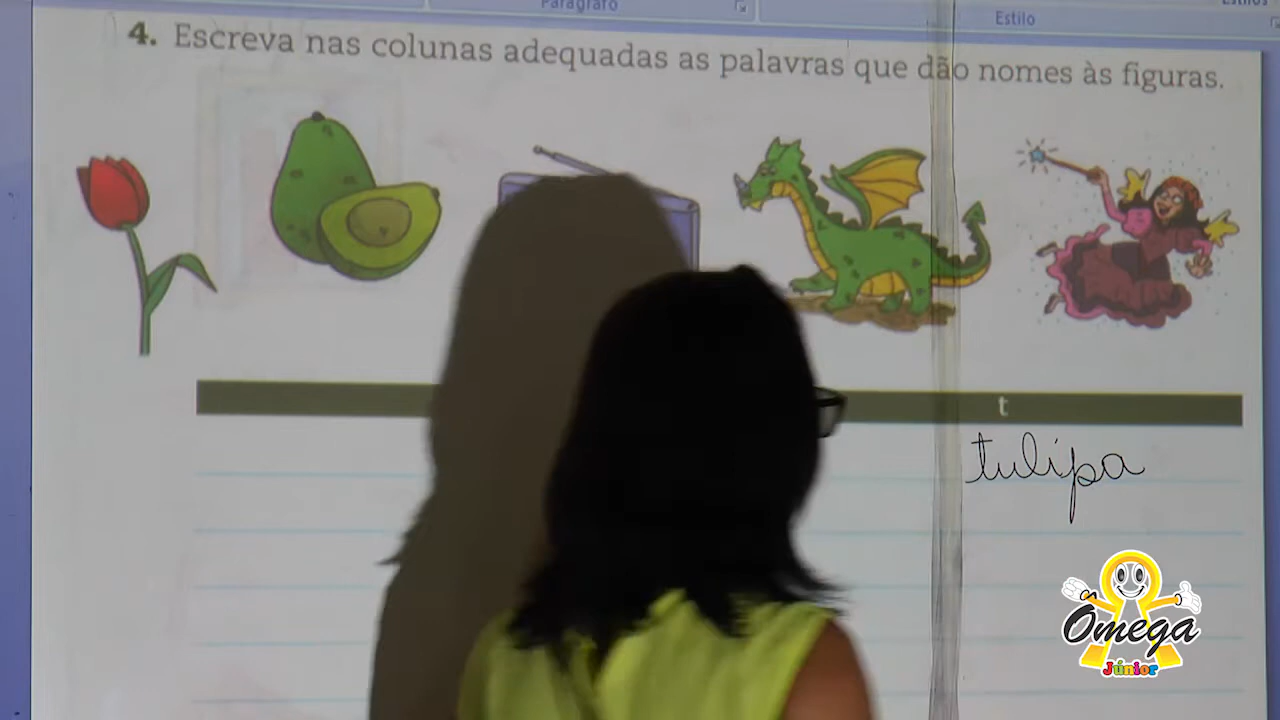 Parágrafo
Estilo
4. Escreva nas colunas adequadas as palavras que dão nomes às figuras.
t
tulipa
Ômega
Júnior